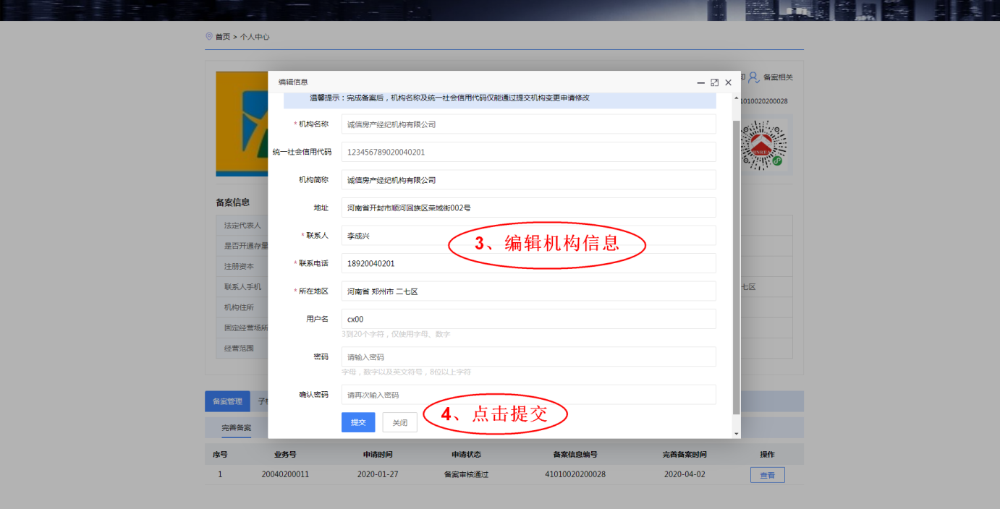 首页 > 个人中心
编辑信息
印 备案相关
温馨提示：完成备案后，机构名称及统一社会信用代码仅能通过提交机构变更申请修改
1010020200028
* 机构名称 诚信房产经纪机构有限公司
统一社会信用代码 123456789020040201
HNREA
机构简称 诚信房产经纪机构有限公司
备案信息
地址 河南省开封市顺河回族区荣域街002号
法定代表人
* 联系人 李成兴
3、编辑机构信息
是否开通存量
* 联系电话 18920040201
注册资本
联系人手机 七区
* 所在地区 河南省 郑州市 二七区
机构住所
用户名 cx00
3到20个字符，仅使用字母、数字
固定经营场所
经营范围
密码 请输入密码
字母，数字以及英文符号，8位以上字符
确认密码 请再次输入密码
备案管理 子机
4、点击提交
提交 关闭
完善备案
序号 业务号 申请时间 申请状态 备案信息编号 完善备案时间 操作
1 20040200011 2020-01-27 备案审核通过 41010020200028 2020-04-02 查看